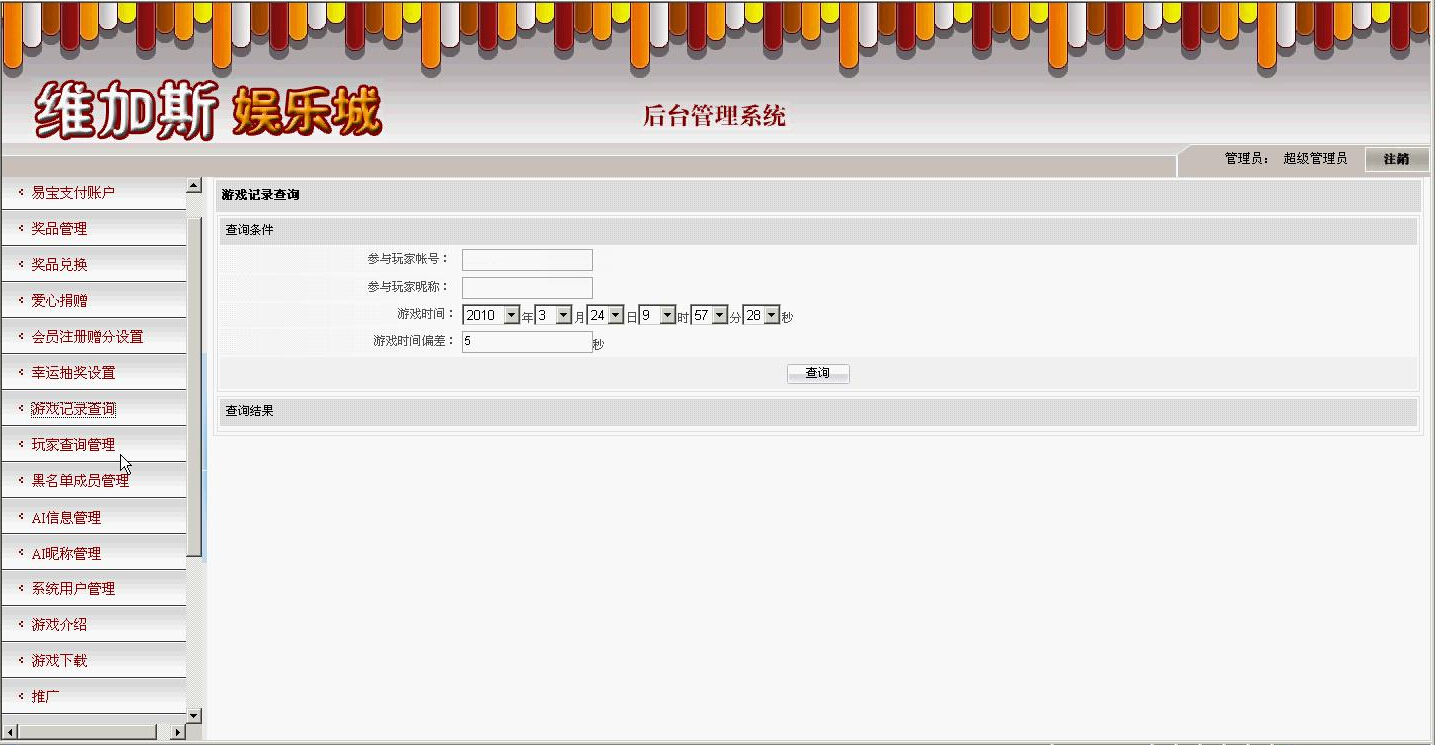 维加斯 娱乐城
后台管理系统
管理员： 超级管理员 注銷
易宝支付账户
奖品管理
奖品兑换
爱心捐赠
会员注册赠分设置
幸运抽奖设置
游戏记录查询
玩家查询管理
黑名单成员管理
AI信息管理
AI昵称管理
系统用户管理
游戏介绍
游戏下载
推广
游戏记录查询
查询条件
参与玩家帐号：
参与玩家昵称：
游戏时间： 2010 年 3 月 24 日 9 时 57 分 28 秒
游戏时间偏差： 5 秒
查询
查询结果